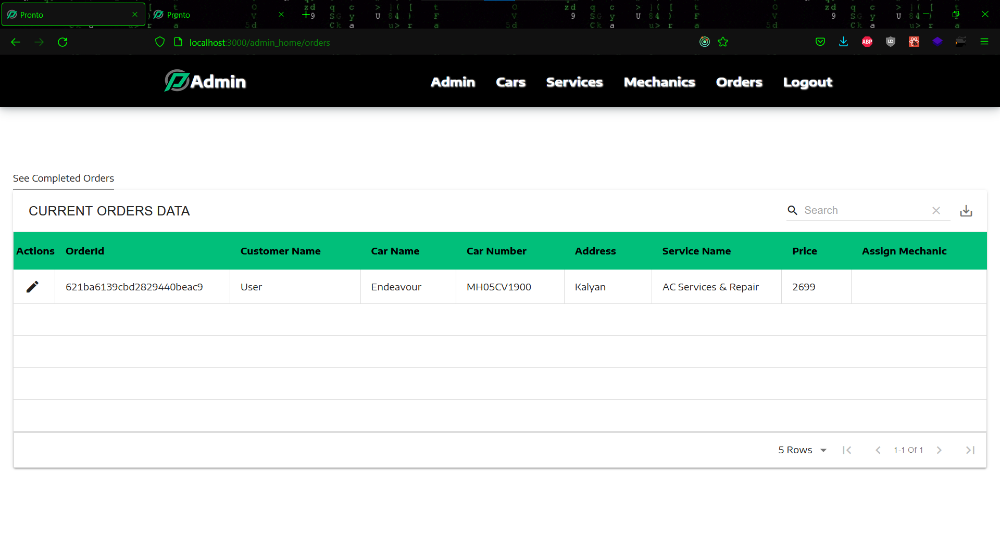 Pronto
Pronto
localhost:3000/admin_home/orders
ABP
Admin
Admin Cars Services Mechanics Orders Logout
See Completed Orders
CURRENT ORDERS DATA
Search
Actions OrderId Customer Name Car Name Car Number Address Service Name Price Assign Mechanic
621ba6139cbd2829440beac9 User Endeavour MH05CV1900 Kalyan AC Services & Repair 2699
5 Rows 1-1 Of 1